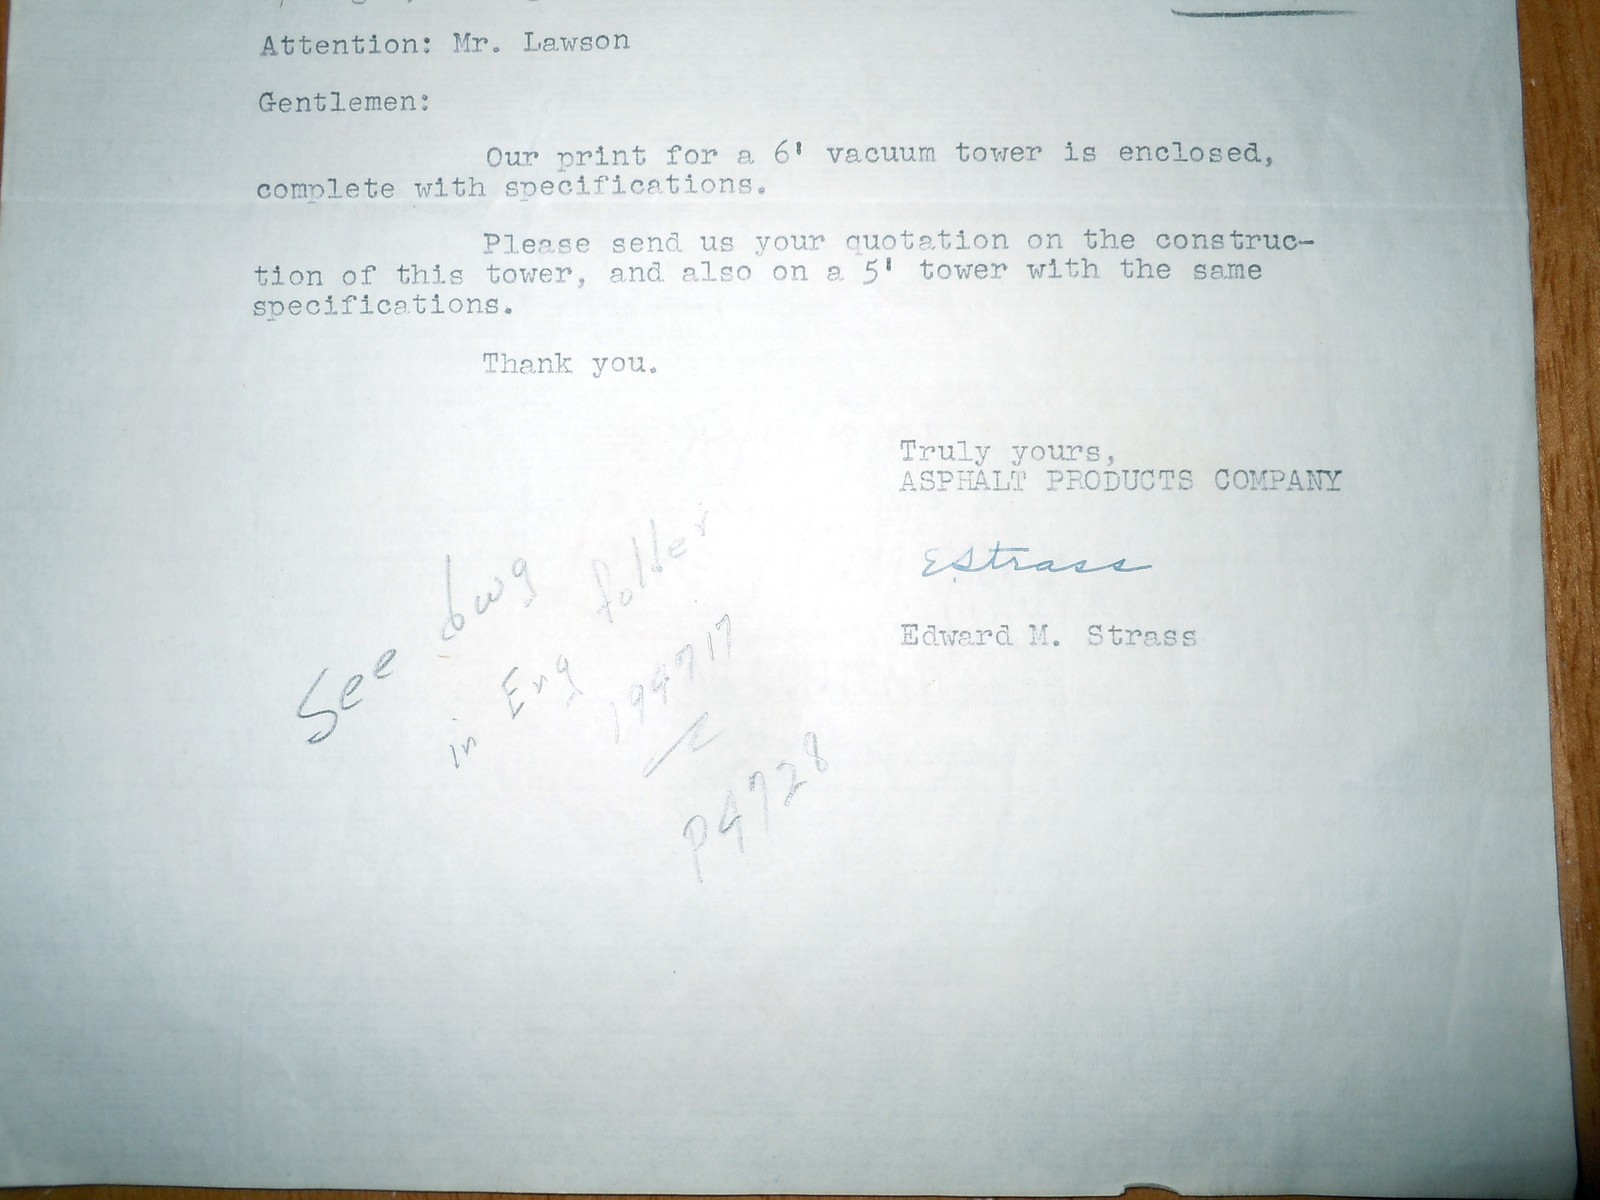 Attention: Mr. Lawson
Gentlemen:
Our print for a 6' vacuum tower is enclosed,
complete with specifications.
Please send us your quotation on the construc-
tion of this tower, and also on a 5' tower with the same
specifications.
Thank you.
Truly yours,
ASPHALT PRODUCTS COMPANY
EStrass
Edward M. Strass
See dwg
in Eng folder
199717
P4728